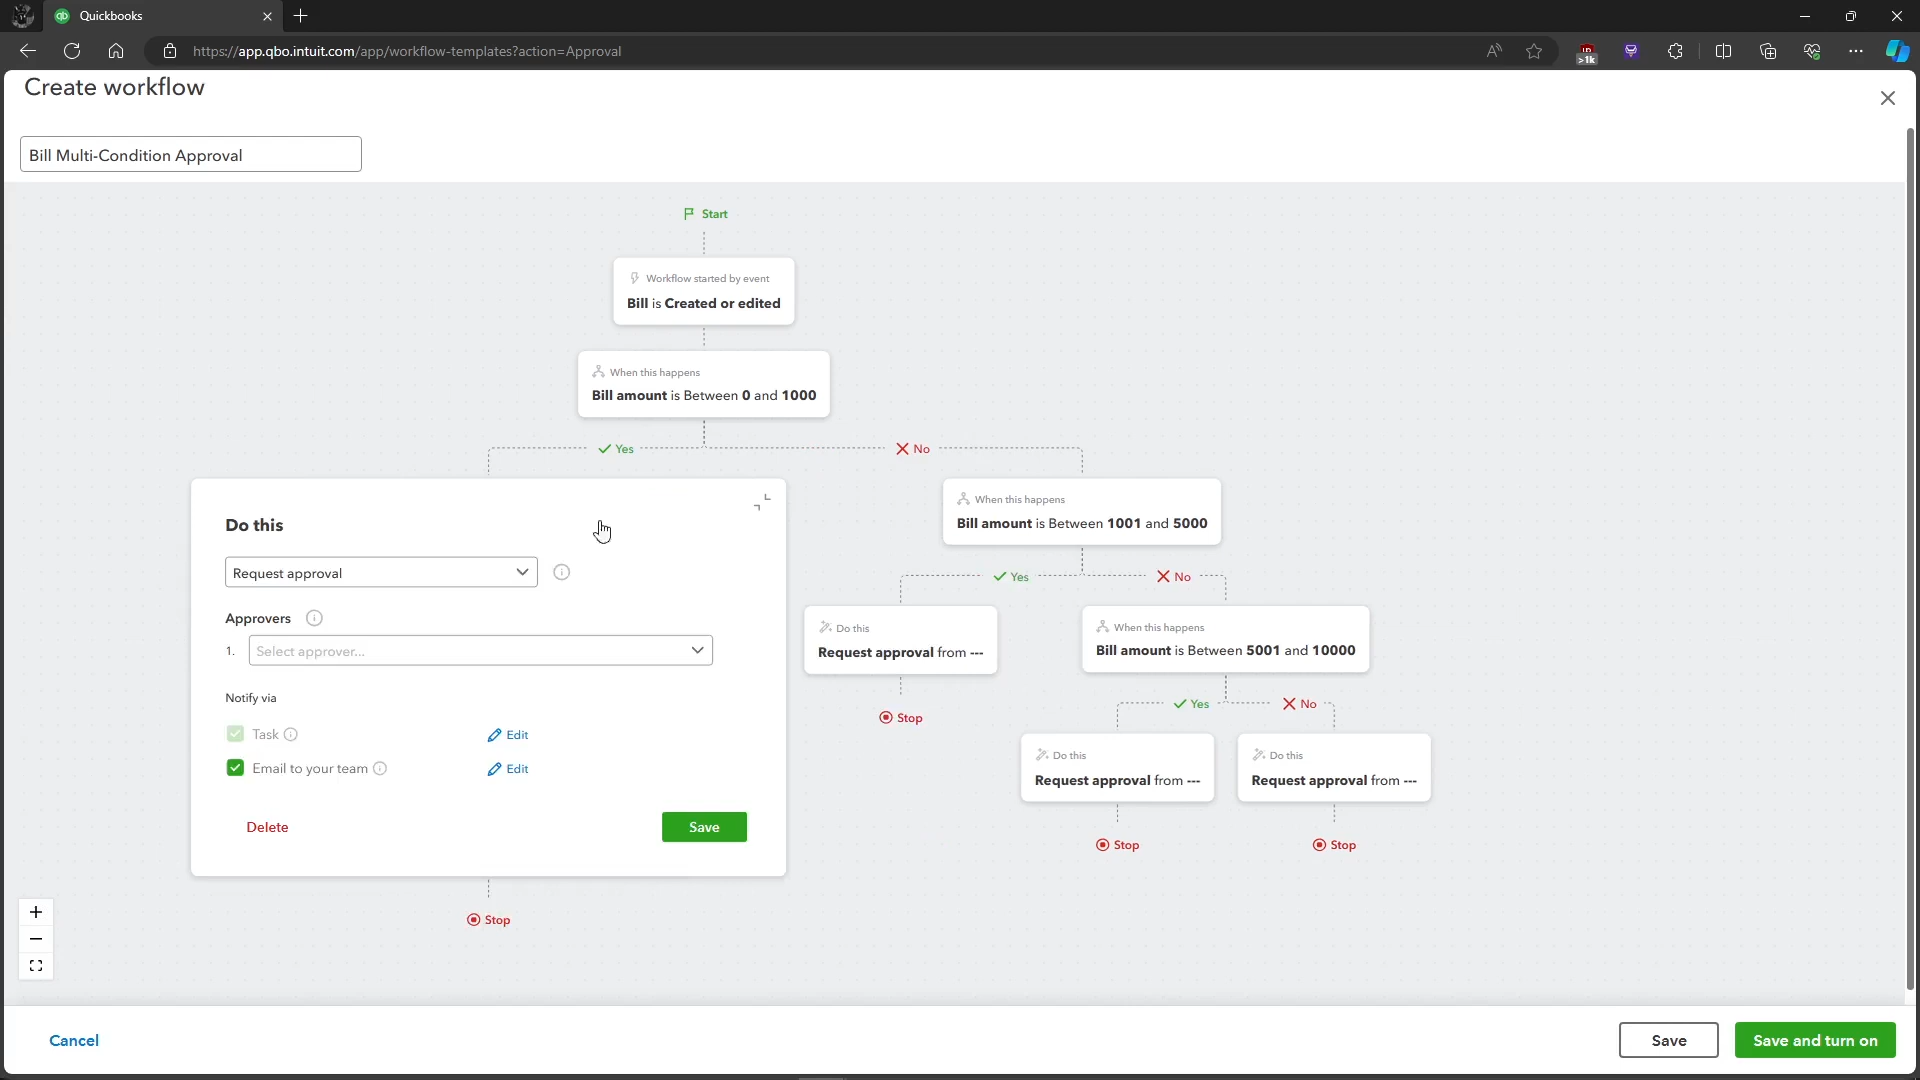 Quickbooks
https://app.qbo.intuit.com/app/workflow-templates?action=Approval
>1k
Create workflow
Bill Multi-Condition Approval
Start
Workflow started by event
Bill is Created or edited
When this happens
Bill amount is Between 0 and 1000
Yes
No
Do this
Request approval
Approvers
1. Select approver...
Notify via
Task
Edit
Email to your team
Edit
Delete
Save
Stop
When this happens
Bill amount is Between 1001 and 5000
Yes
No
Do this
Request approval from ---
Stop
When this happens
Bill amount is Between 5001 and 10000
Yes
No
Do this
Request approval from ---
Stop
Do this
Request approval from ---
Stop
Cancel
Save
Save and turn on